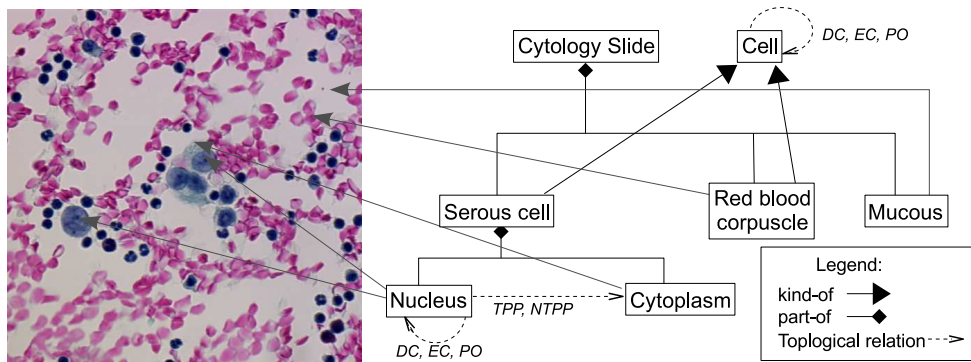 Cytology Slide
Cell
DC, EC, PO
Serous cell
Red blood
corpuscle
Mucous
Nucleus
TPP, NTPP
Cytoplasm
DC, EC, PO
Legend:
kind-of
part-of
Toplogical relation